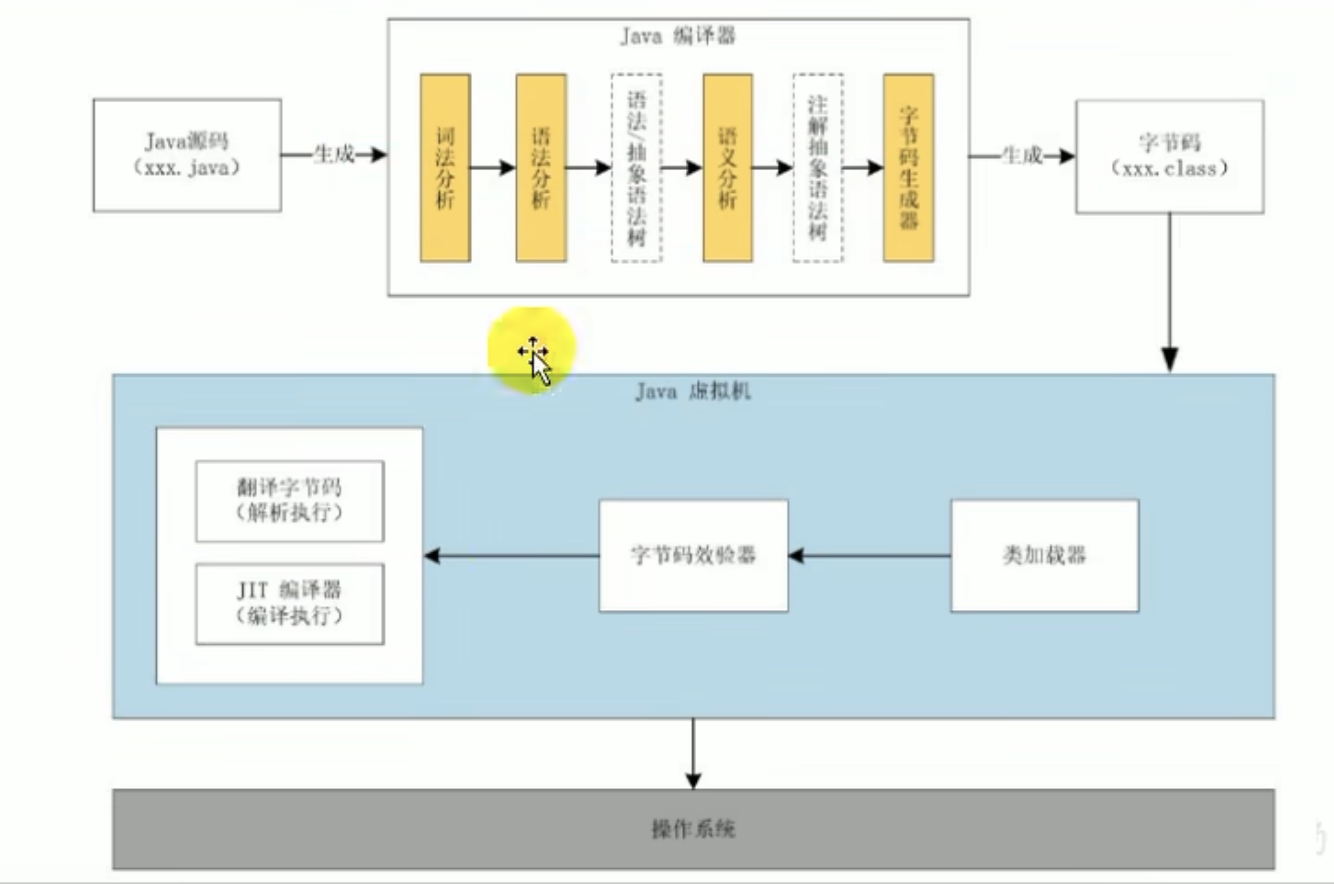 Java 编译器
Java源码
（xxx.java）
生成
词法分析
语法分析
语法/抽象语法树
语义分析
注解抽象语法树
字节码生成器
生成
字节码
（xxx.class）
Java 虚拟机
翻译字节码
（解析执行）
JIT 编译器
（编译执行）
字节码效验器
类加载器
操作系统